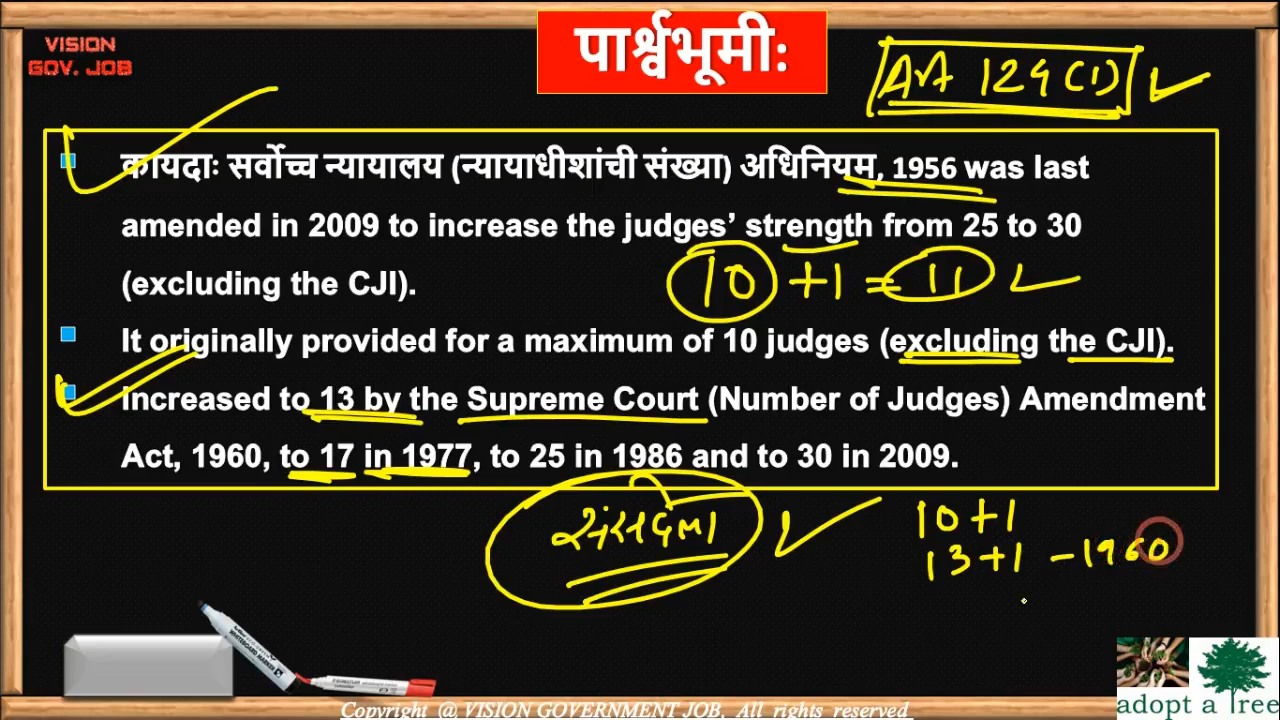 VISION
GOV. JOB
पार्श्वभूमीः
Art 124 (1)
कायदाः सर्वोच्च न्यायालय (न्यायाधीशांची संख्या) अधिनियम, 1956 was last
amended in 2009 to increase the judges’ strength from 25 to 30
(excluding the CJI).
10 +1 = 11
It originally provided for a maximum of 10 judges (excluding the CJI).
Increased to 13 by the Supreme Court (Number of Judges) Amendment
Act, 1960, to 17 in 1977, to 25 in 1986 and to 30 in 2009.
10+1
13+1 - 1960
adopt a tree
Copyright @ VISION GOVERNMENT JOB, All rights reserved